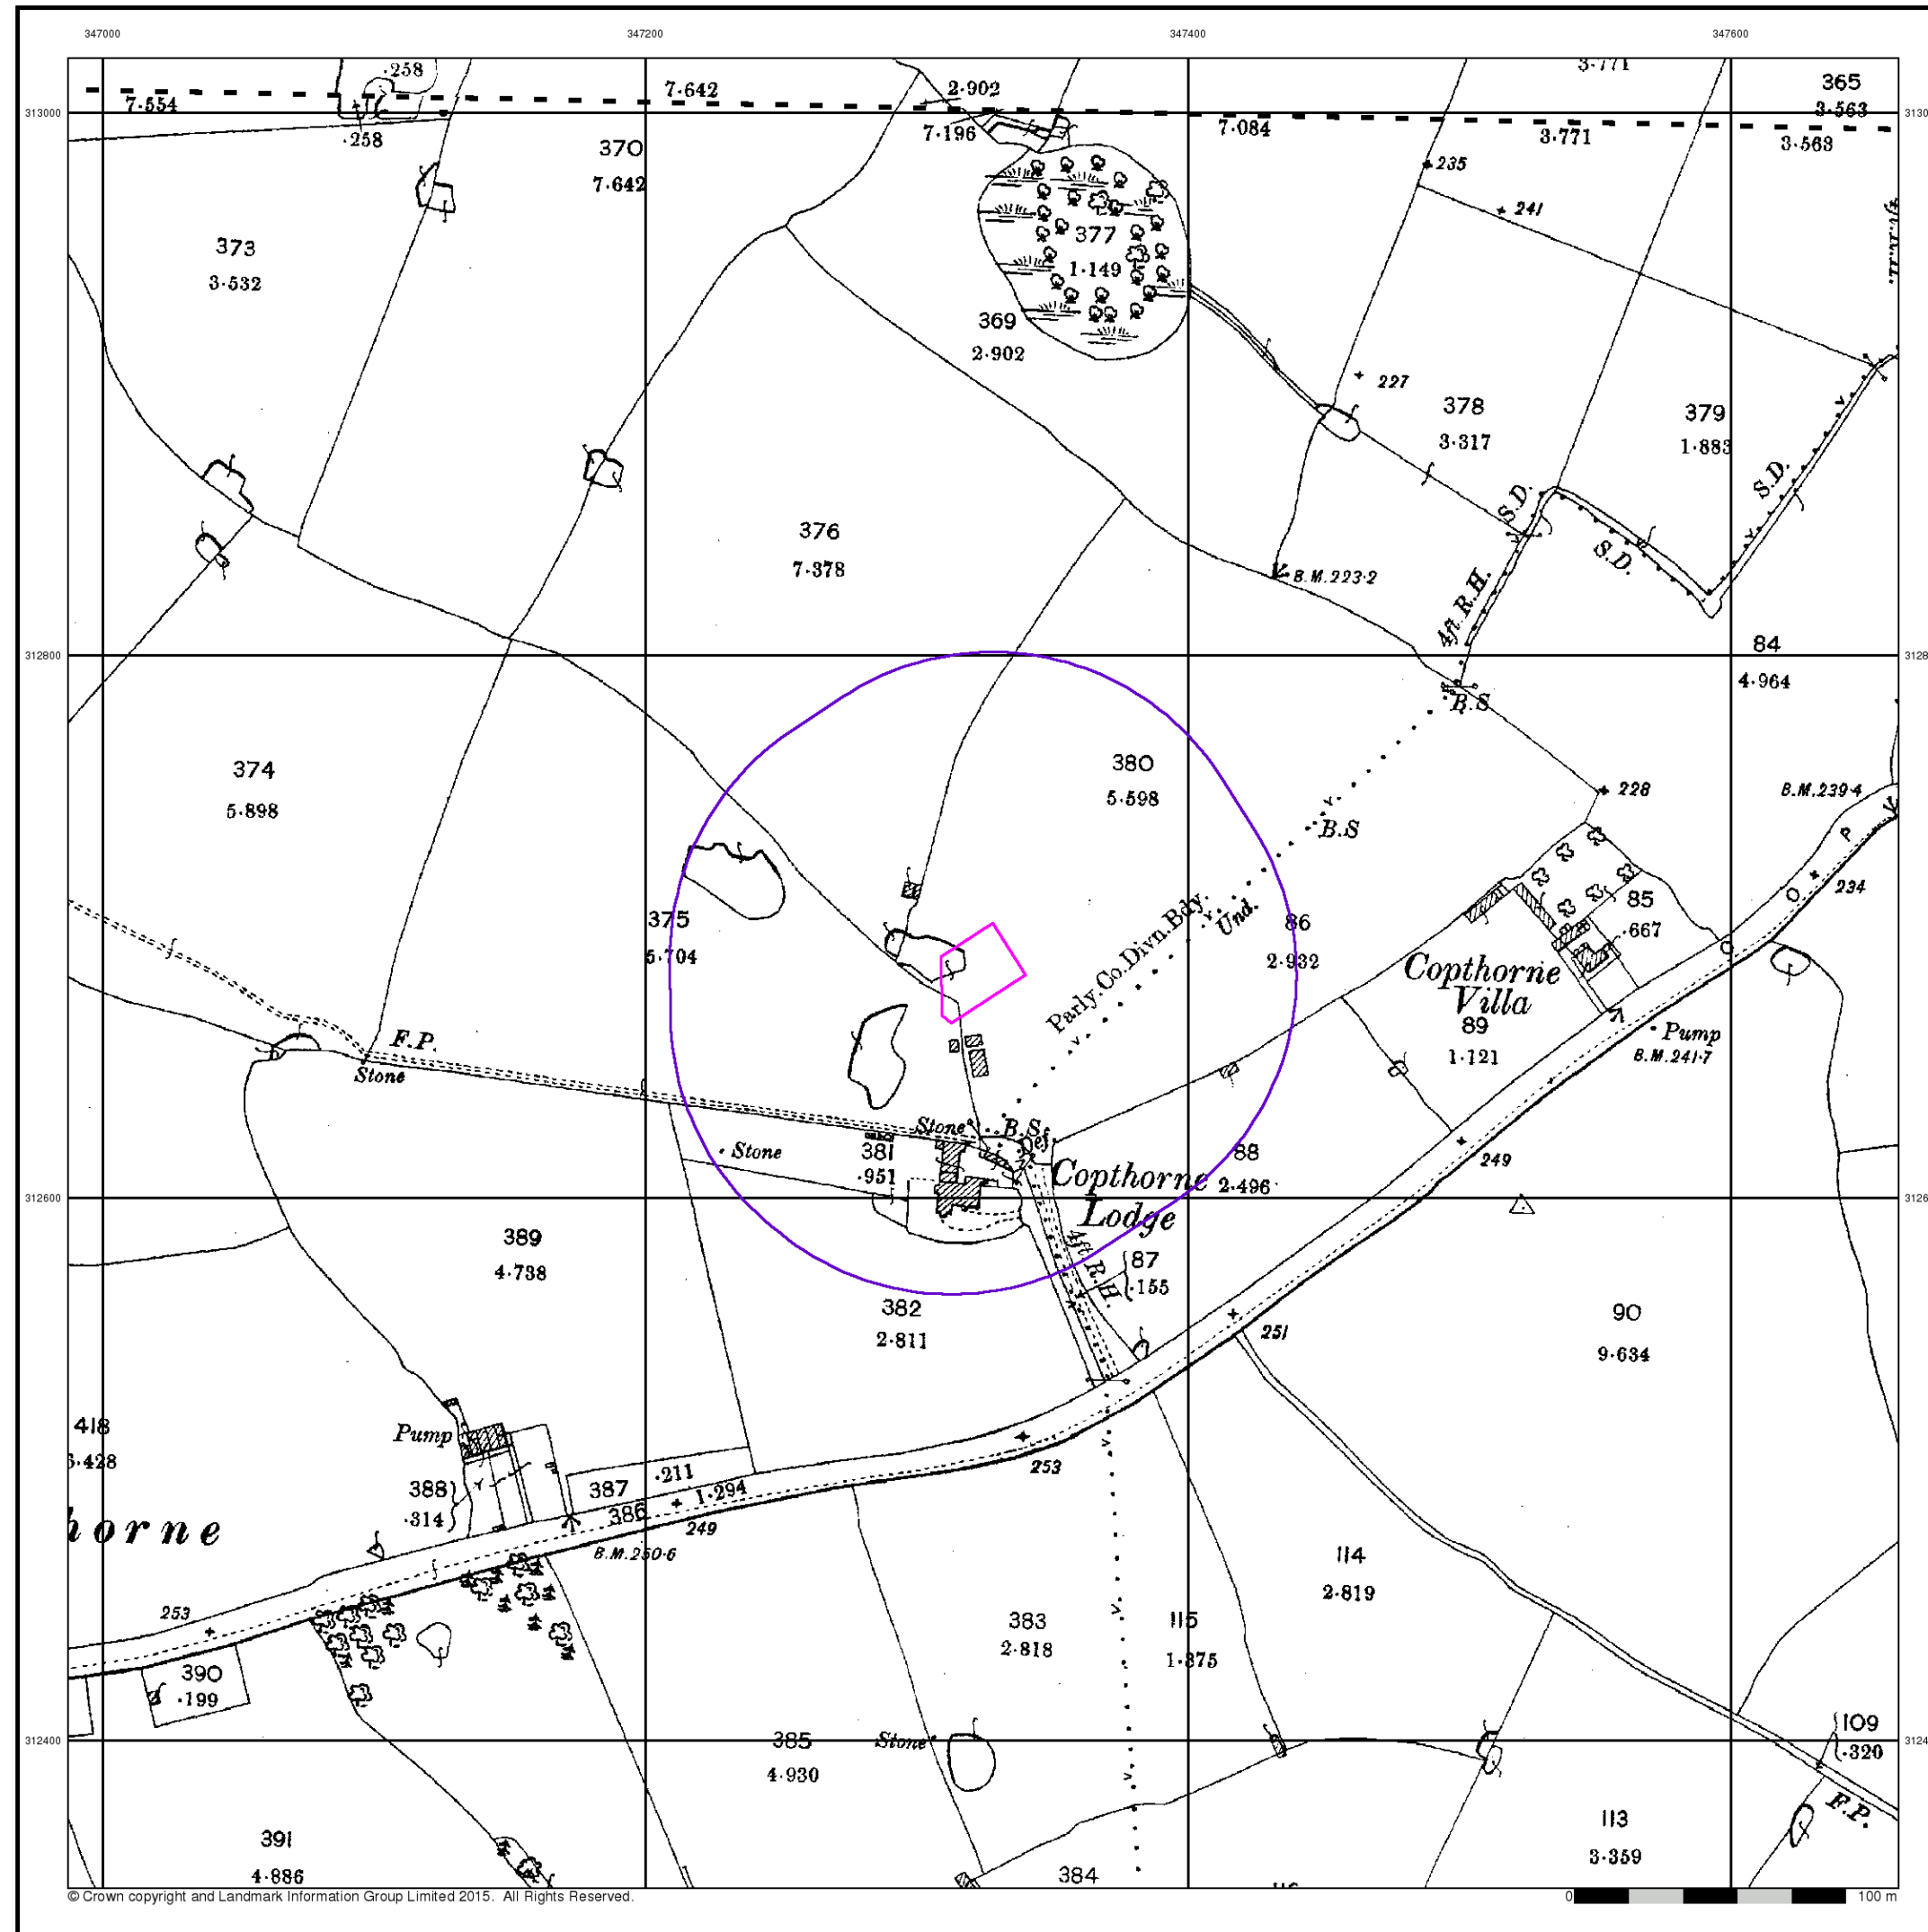 347000 347200 347400 347600
.258
7.554
7.642
2.902
3.771
365
3.563
313000
.258
370
7.642
7.196
7.084
3.771
3.563
235
241
373
3.532
377
1.149
369
2.902
227
378
3.317
379
1.883
S.D.
S.D.
S.D.
376
7.378
B.M.223.2
4ft.R.H.
84
4.964
312800
B.S
374
5.898
380
5.598
228
B.M.239.4
B.S
234
375
5.704
Parly.Co.Divn.Bdy.
Und.
86
2.932
85
.667
Copthorne
Villa
89
1.121
Pump
B.M.241.7
F.P.
Stone
Stone
B.S.
Def.
Stone
381
.951
88
2.496
249
Copthorne
Lodge
312600
4ft.R.H.
87
.155
389
4.738
382
2.811
251
90
9.634
418
Pump
253
388
.314
387
.211
386
1.294
249
B.M.250.6
horne
253
114
2.819
383
2.818
115
1.375
390
.199
312400
385
4.930
Stone
109
.320
F.P.
391
4.886
384
113
3.359
© Crown copyright and Landmark Information Group Limited 2015. All Rights Reserved.
0 100 m